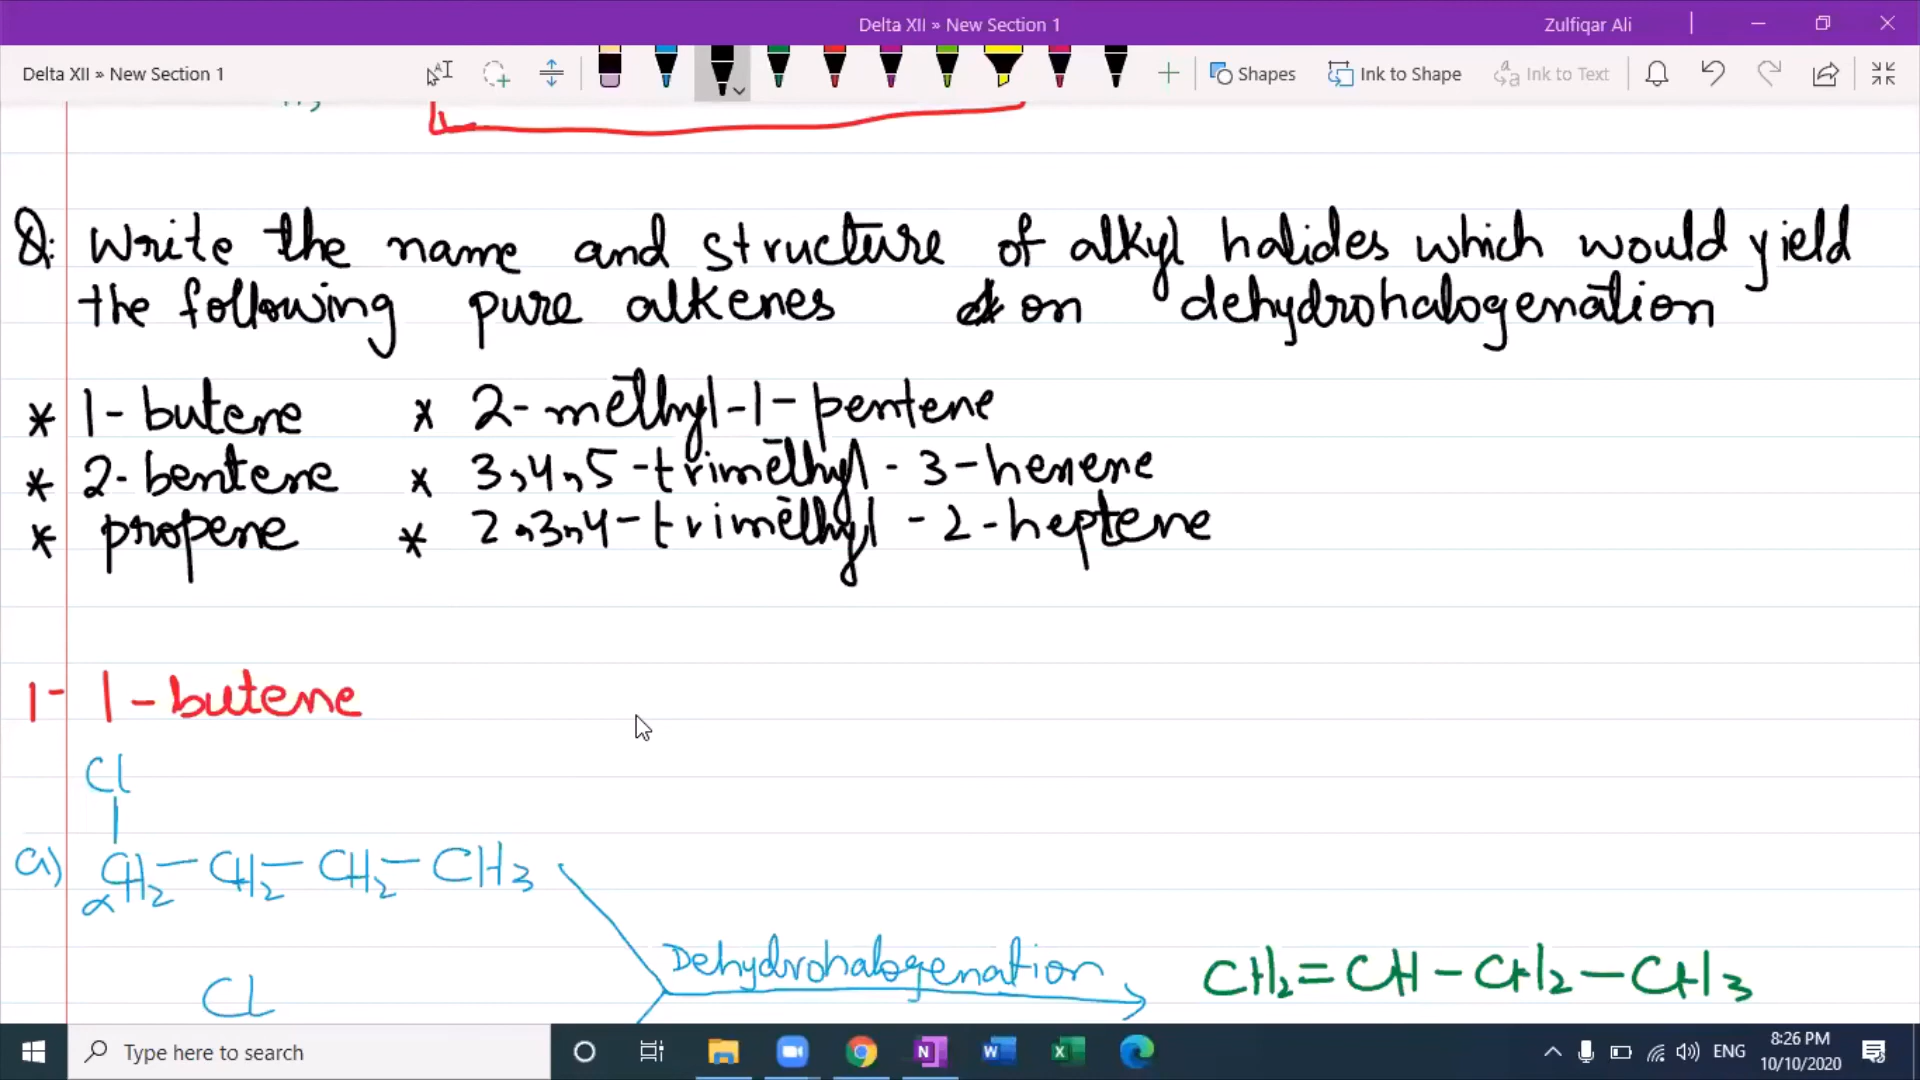 Delta XII » New Section 1
Zulfiqar Ali
Delta XII » New Section 1
Shapes
Ink to Shape
Ink to Text
Q: Write the name and structure of alkyl halides which would yield
the following pure alkenes on dehydrohalogenation
* 1-butene * 2-methyl-1-pentene
* 2-bentene * 3,4,5-trimethyl-3-henene
* propene * 2,3,4-trimethyl-2-heptene
1- 1-butene
Cl
a) CH2-CH2-CH2-CH3
α
Dehydrohalogenation
CH2=CH-CH2-CH3
Cl
Type here to search
ENG
8:26 PM
10/10/2020